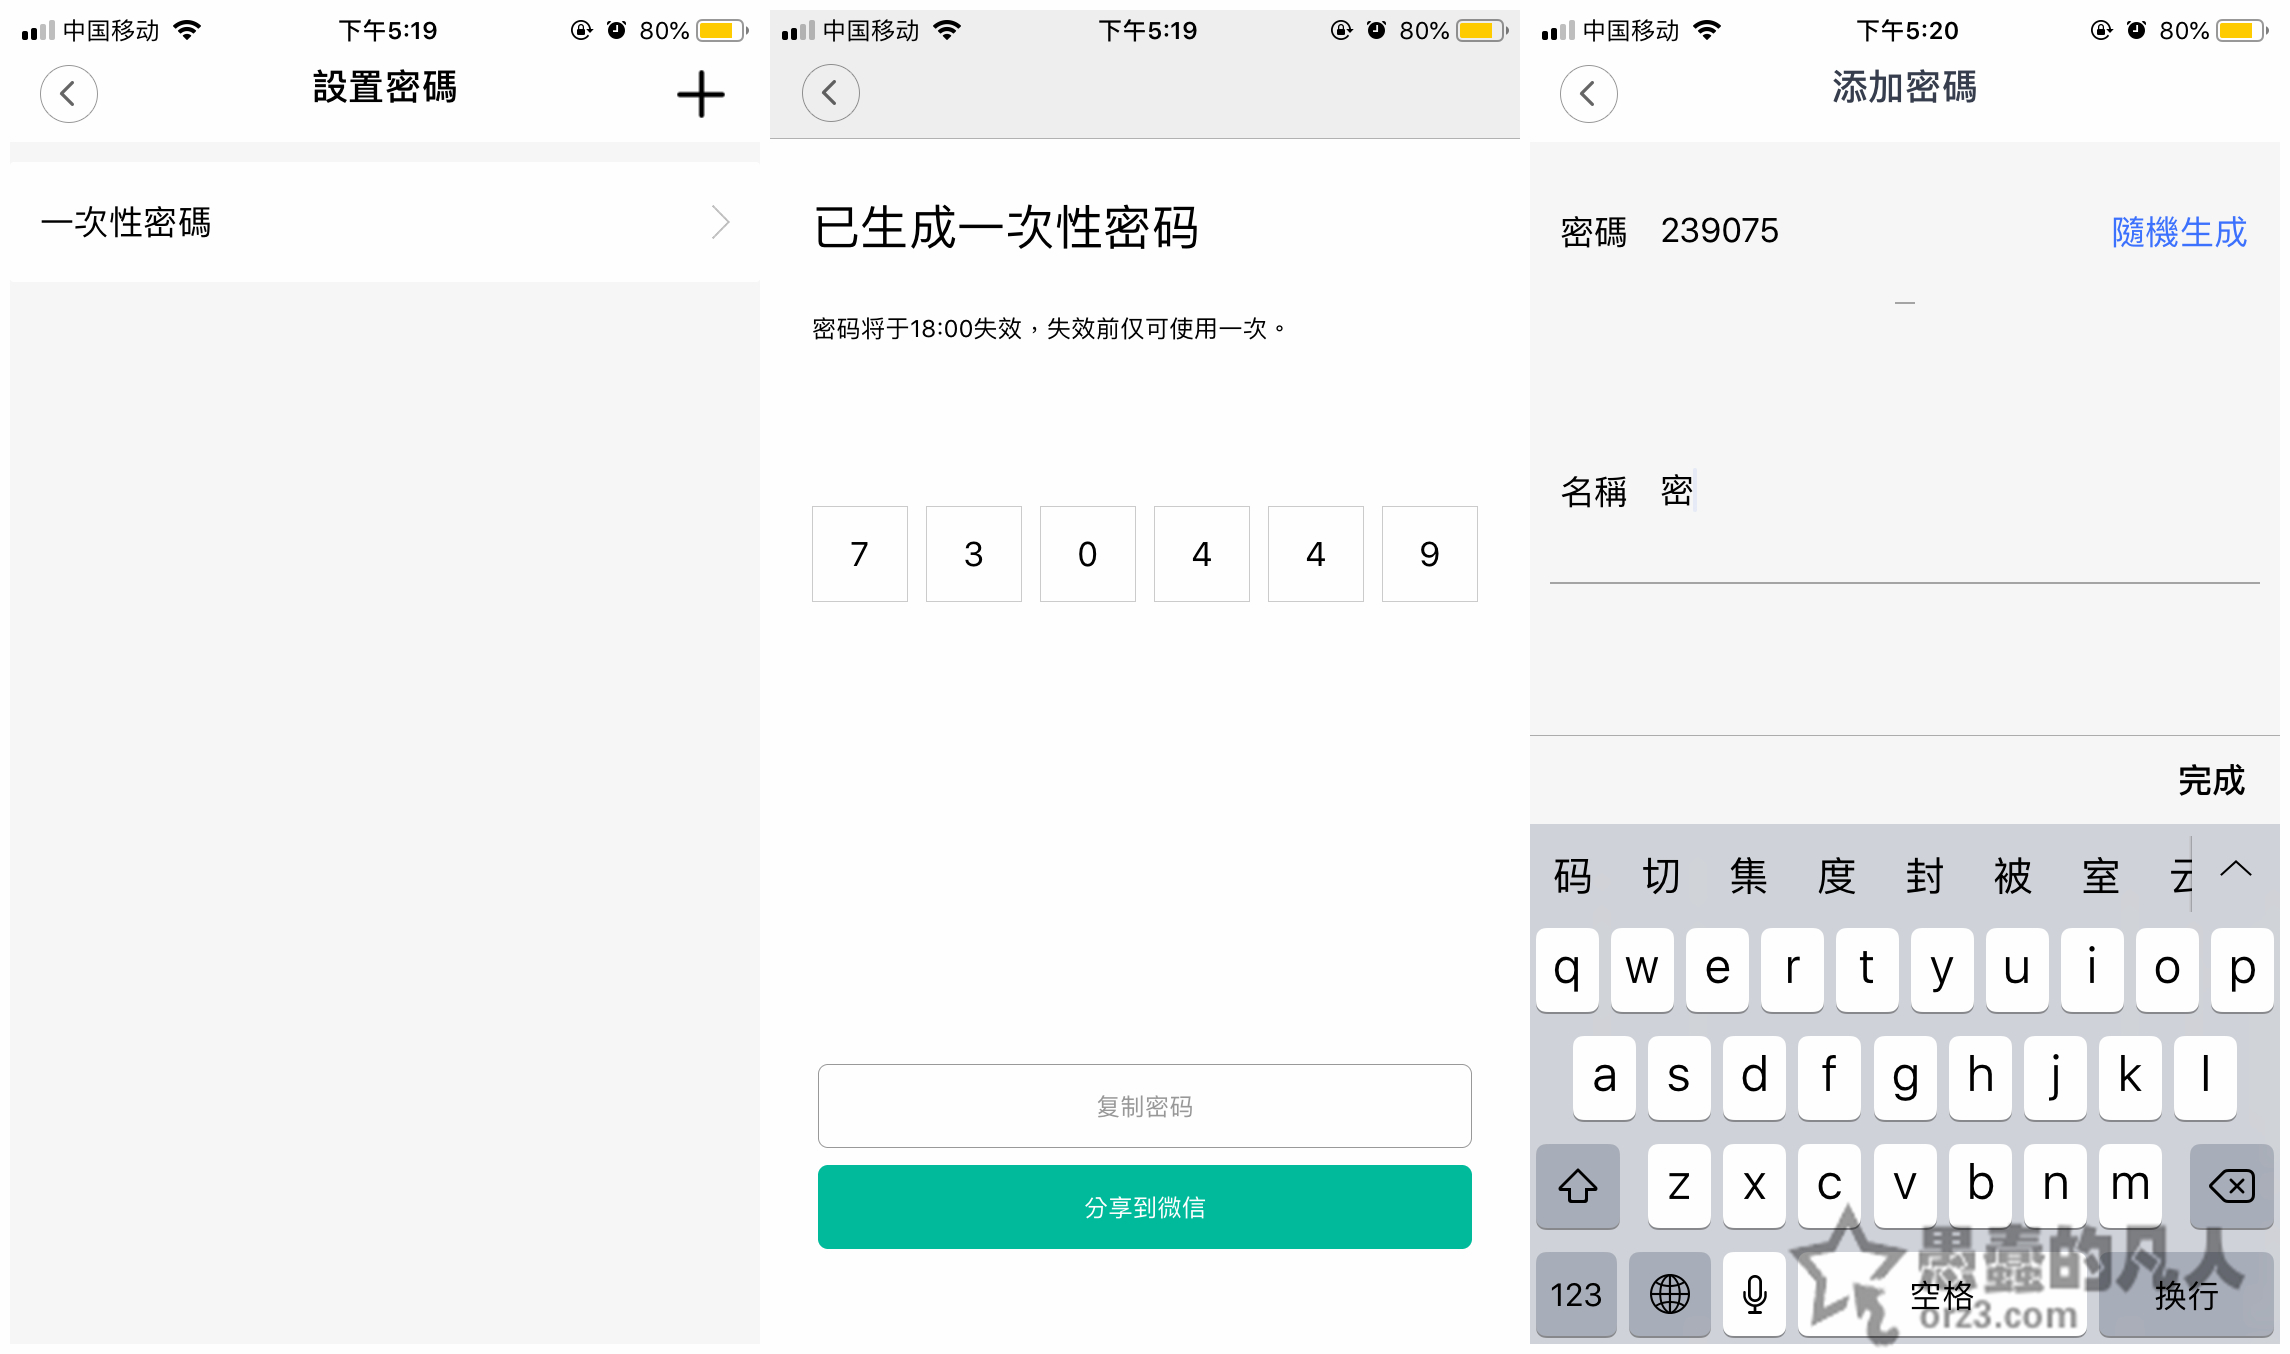 中国移动 下午5:19 80%
設置密碼
一次性密碼
中国移动 下午5:19 80%
已生成一次性密码
密码将于18:00失效，失效前仅可使用一次。
7 3 0 4 4 9
复制密码
分享到微信
中国移动 下午5:20 80%
添加密碼
密碼 239075 隨機生成
名稱 密
完成
码 切 集 度 封 被 室 云
q w e r t y u i o p
a s d f g h j k l
z x c v b n m
123 空格 换行
愚蠢的凡人
orz3.com